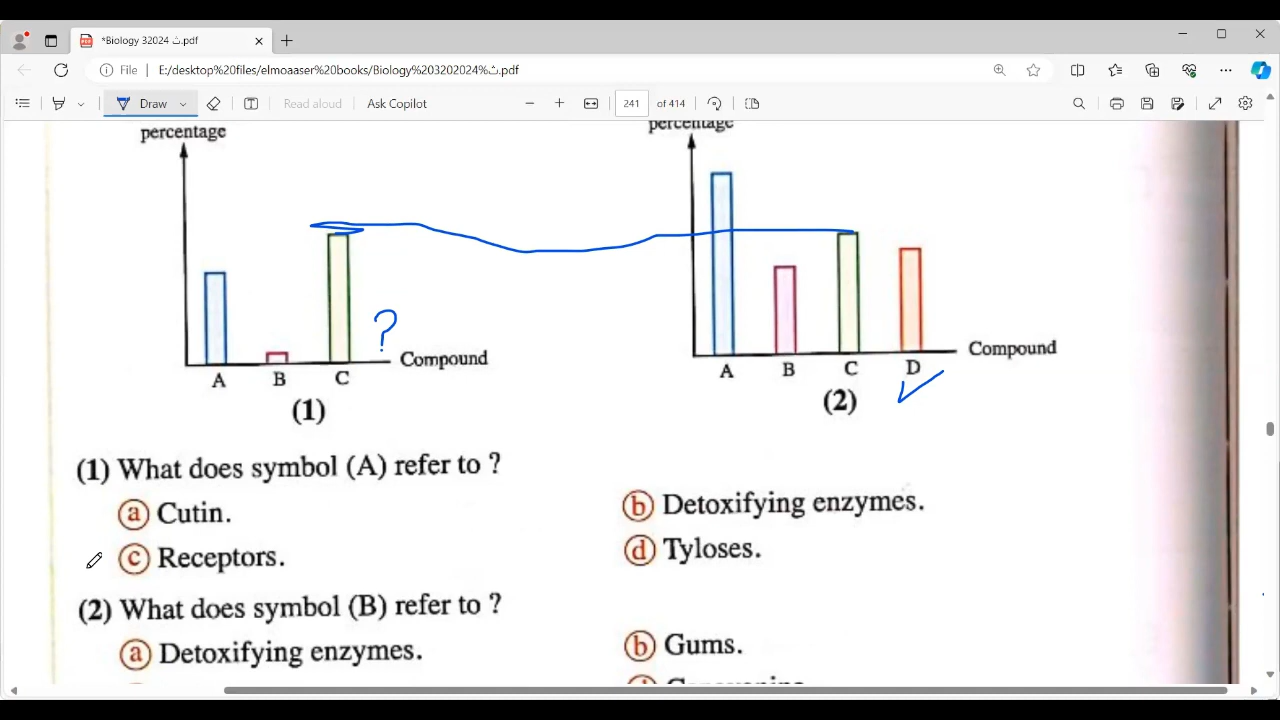 *Biology 32024 ث.pdf
File E:/desktop%20files/elmoaaser%20books/Biology%203202024%ث.pdf
Draw Read aloud Ask Copilot 241 of 414
percentage percentage
?
Compound Compound
A B C A B C D
(1) (2)
(1) What does symbol (A) refer to ?
a Cutin. b Detoxifying enzymes.
c Receptors. d Tyloses.
(2) What does symbol (B) refer to ?
a Detoxifying enzymes. b Gums.